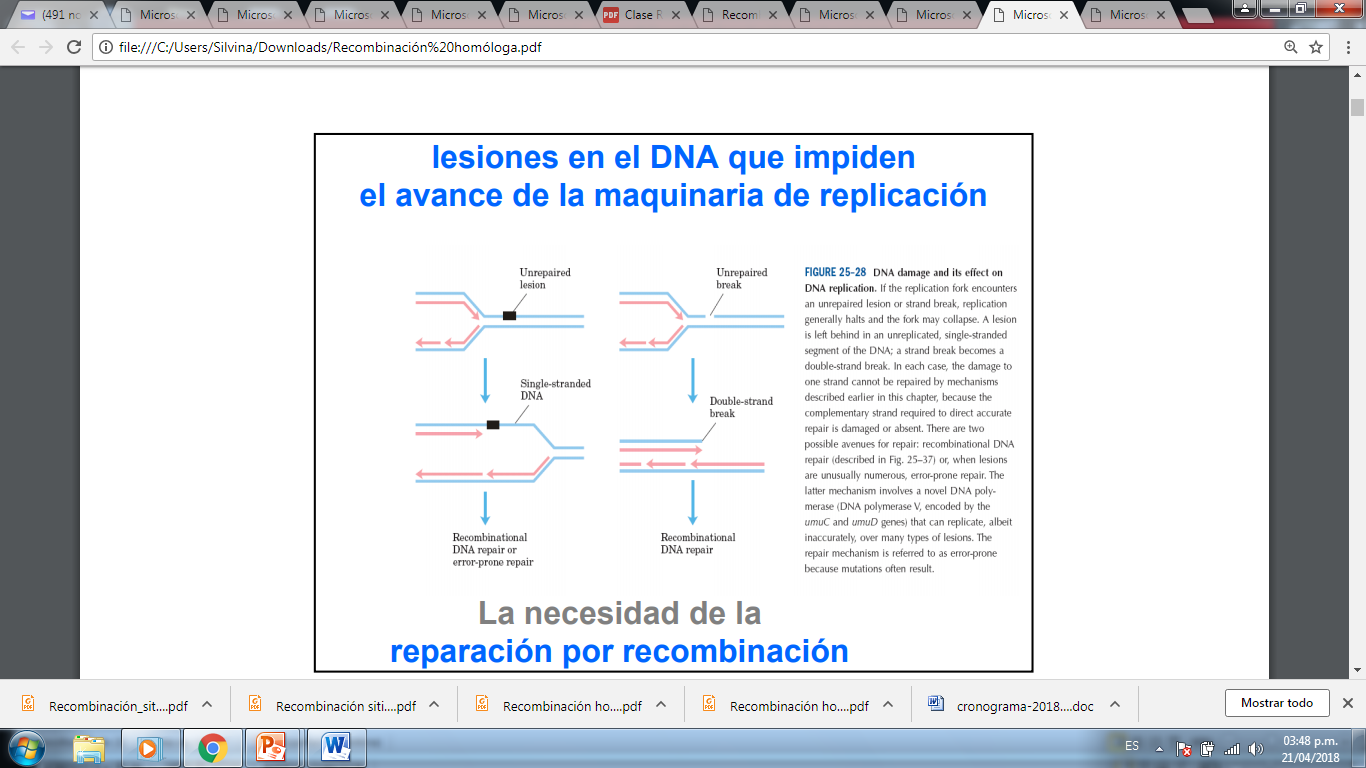 (491 no
Micros
Micros
Micros
Micros
Micros
Clase R
Recomi
Micros
Micros
Micros
Micros
file:///C:/Users/Silvina/Downloads/Recombinación%20homóloga.pdf
lesiones en el DNA que impiden
el avance de la maquinaria de replicación
Unrepaired
lesion
Unrepaired
break
Single-stranded
DNA
Double-strand
break
Recombinational
DNA repair or
error-prone repair
Recombinational
DNA repair
FIGURE 25–28 DNA damage and its effect on
DNA replication. If the replication fork encounters
an unrepaired lesion or strand break, replication
generally halts and the fork may collapse. A lesion
is left behind in an unreplicated, single-stranded
segment of the DNA; a strand break becomes a
double-strand break. In each case, the damage to
one strand cannot be repaired by mechanisms
described earlier in this chapter, because the
complementary strand required to direct accurate
repair is damaged or absent. There are two
possible avenues for repair: recombinational DNA
repair (described in Fig. 25–37) or, when lesions
are unusually numerous, error-prone repair. The
latter mechanism involves a novel DNA poly-
merase (DNA polymerase V, encoded by the
umuC and umuD genes) that can replicate, albeit
inaccurately, over many types of lesions. The
repair mechanism is referred to as error-prone
because mutations often result.
La necesidad de la
reparación por recombinación
Recombinación_sit....pdf
Recombinación siti....pdf
Recombinación ho....pdf
Recombinación ho....pdf
cronograma-2018....doc
Mostrar todo
ES
03:48 p.m.
21/04/2018